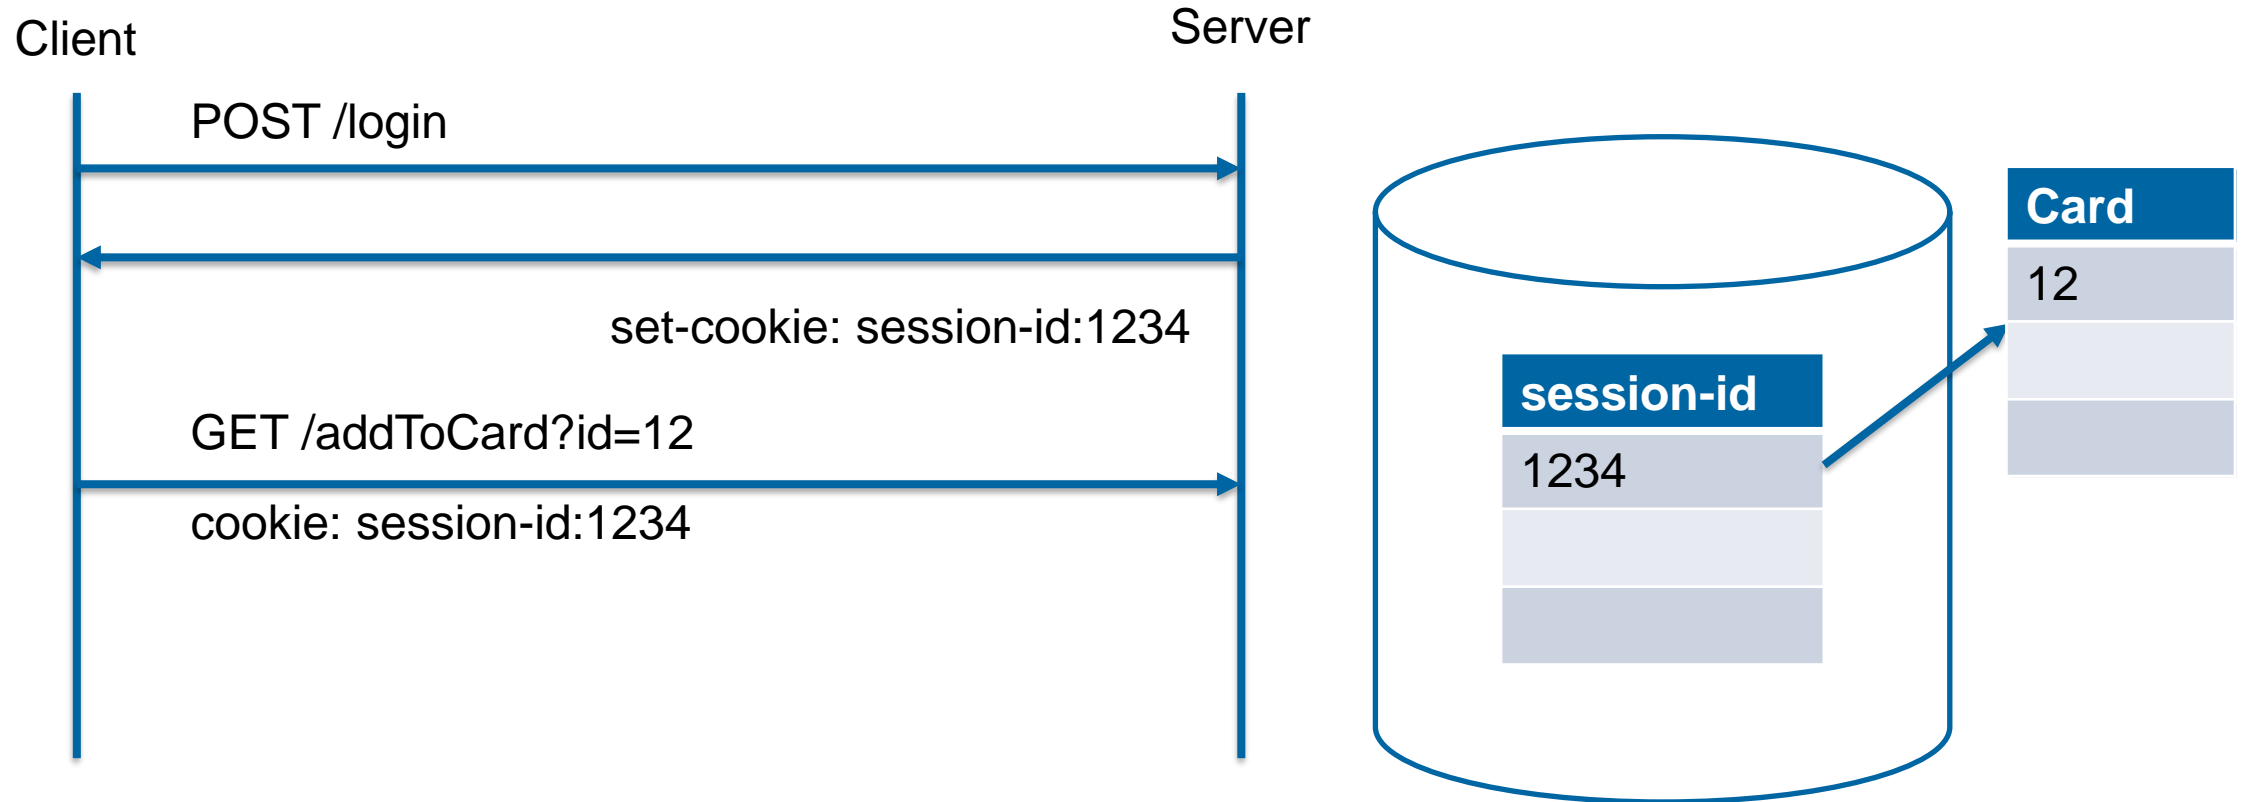 Client
Server
POST /login
set-cookie: session-id:1234
GET /addToCard?id=12
cookie: session-id:1234
session-id
1234
Card
12